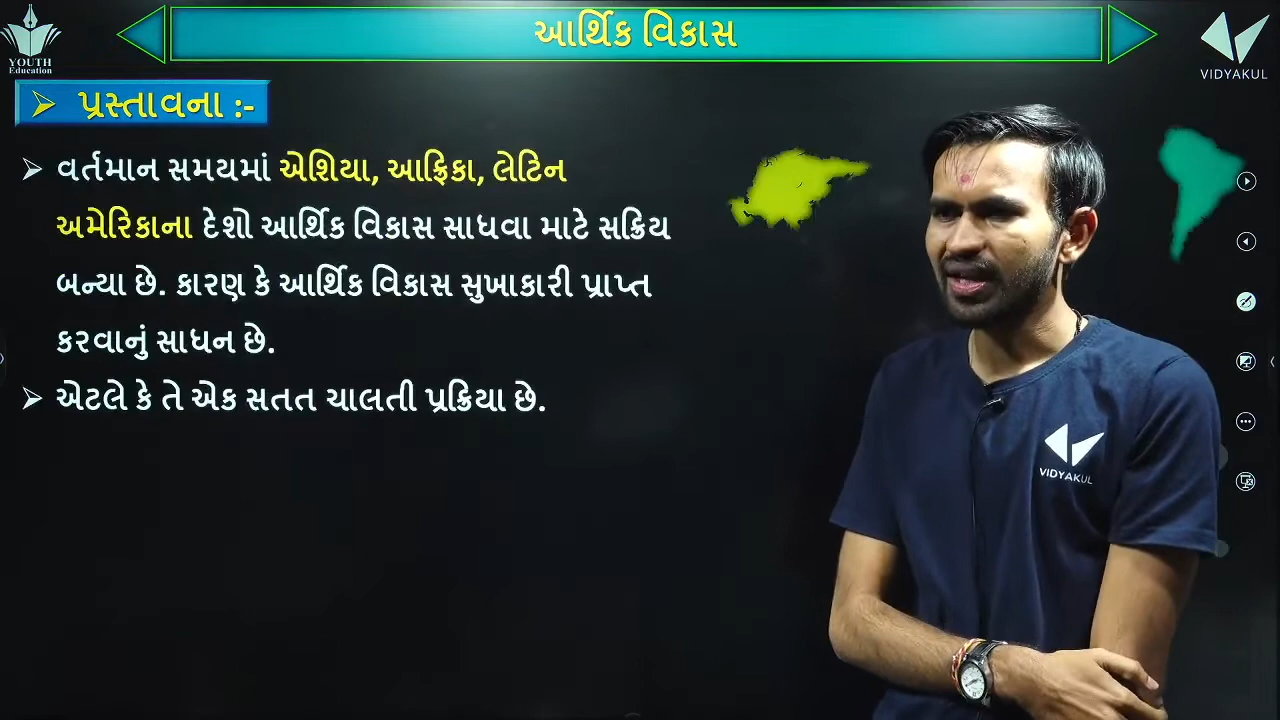 આર્થિક વિકાસ
YOUTH
Education
VIDYAKUL
➢ પ્રસ્તાવના :-
➢ વર્તમાન સમયમાં એશિયા, આફ્રિકા, લેટિન
અમેરિકાના દેશો આર્થિક વિકાસ સાધવા માટે સક્રિય
બન્યા છે. કારણ કે આર્થિક વિકાસ સુખાકારી પ્રાપ્ત
કરવાનું સાધન છે.
➢ એટલે કે તે એક સતત ચાલતી પ્રક્રિયા છે.
VIDYAKUL